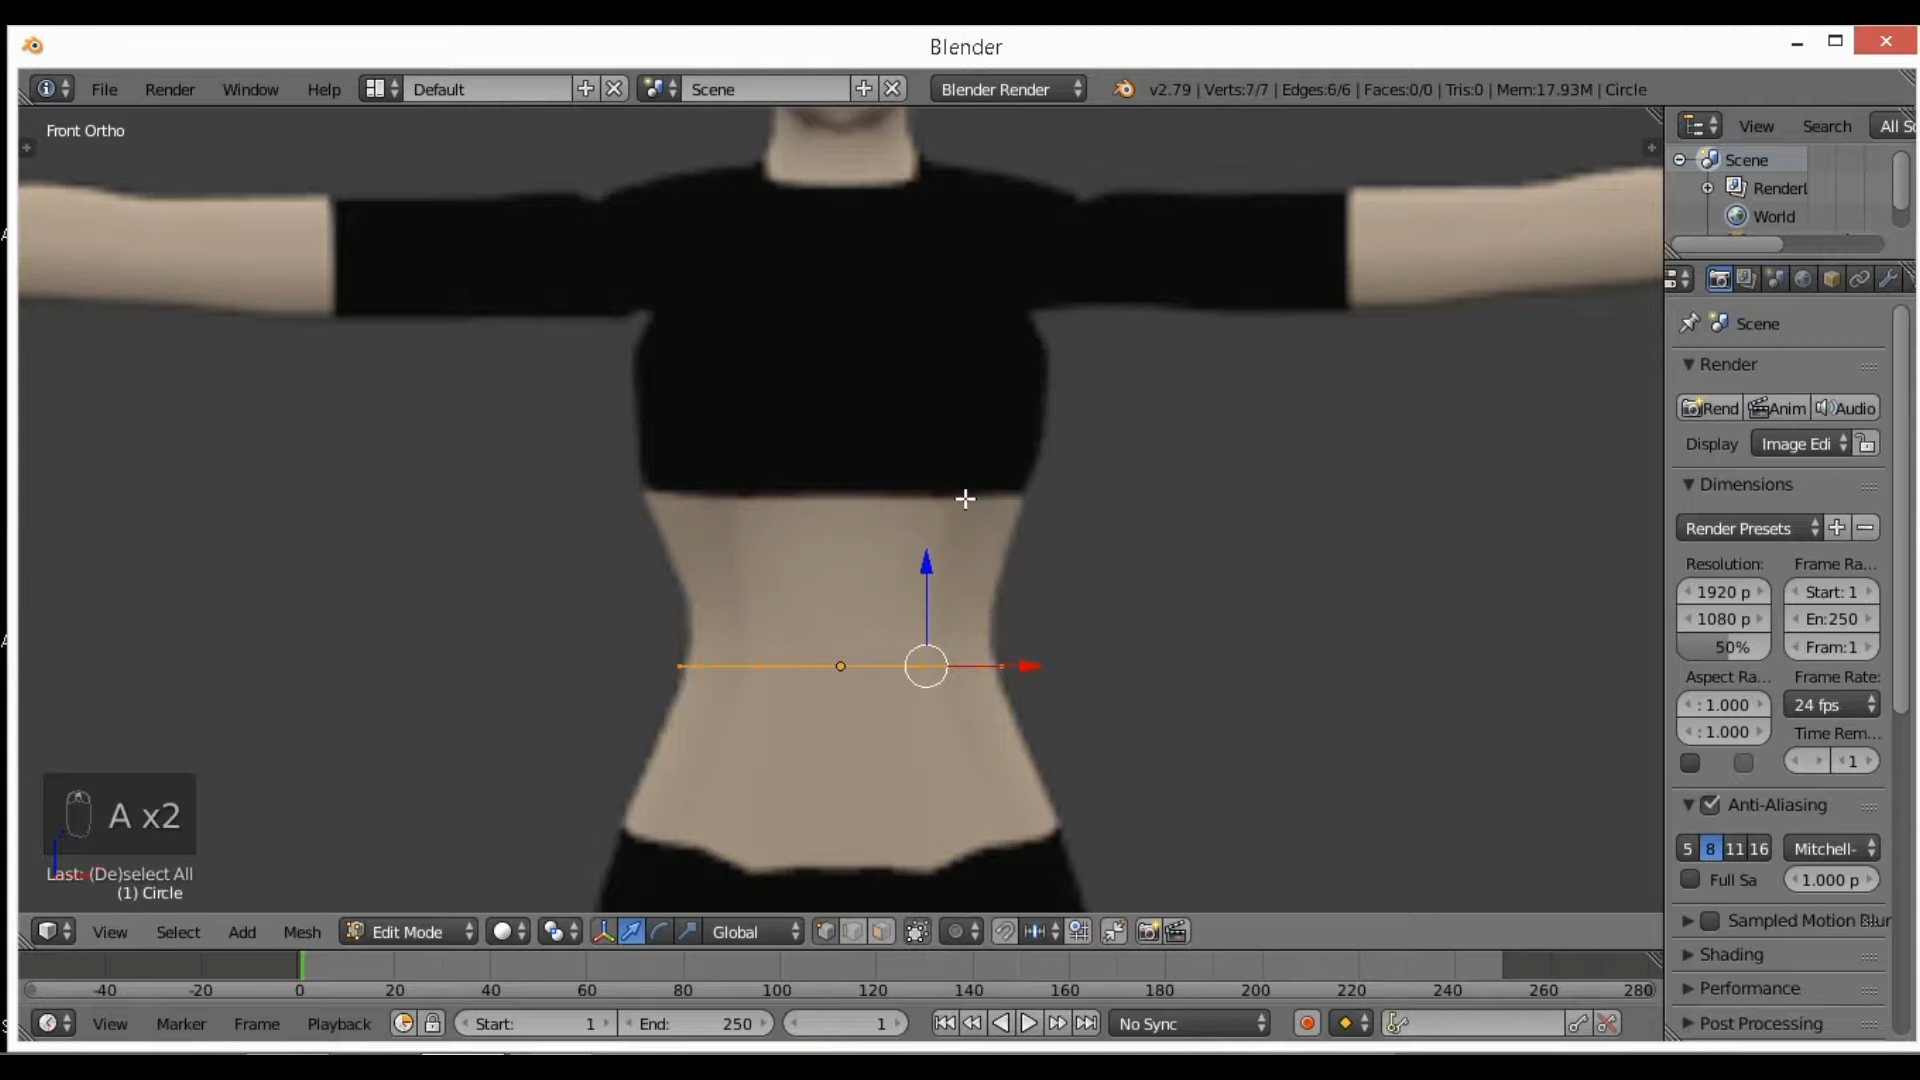 Blender
File Render Window Help Default Scene Blender Render v2.79 | Verts:7/7 | Edges:6/6 | Faces:0/0 | Tris:0 | Mem:17.93M | Circle
Front Ortho
View Search All Sc
Scene
Renderl
World
Scene
Render
Rend Anim Audio
Display Image Edi
Dimensions
Render Presets
Resolution: Frame Ra...
1920 p Start: 1
1080 p En:250
50% Fram:1
Aspect Ra... Frame Rate:
: 1.000 24 fps
: 1.000 Time Rem...
1
Anti-Aliasing
5 8 11 16 Mitchell-
Full Sa 1.000 p
Sampled Motion Blur
Shading
Performance
Post Processing
A x2
Last: (De)select All
(1) Circle
View Select Add Mesh Edit Mode Global
-40 -20 0 20 40 60 80 100 120 140 160 180 200 220 240 260 280
View Marker Frame Playback Start: 1 End: 250 1 No Sync